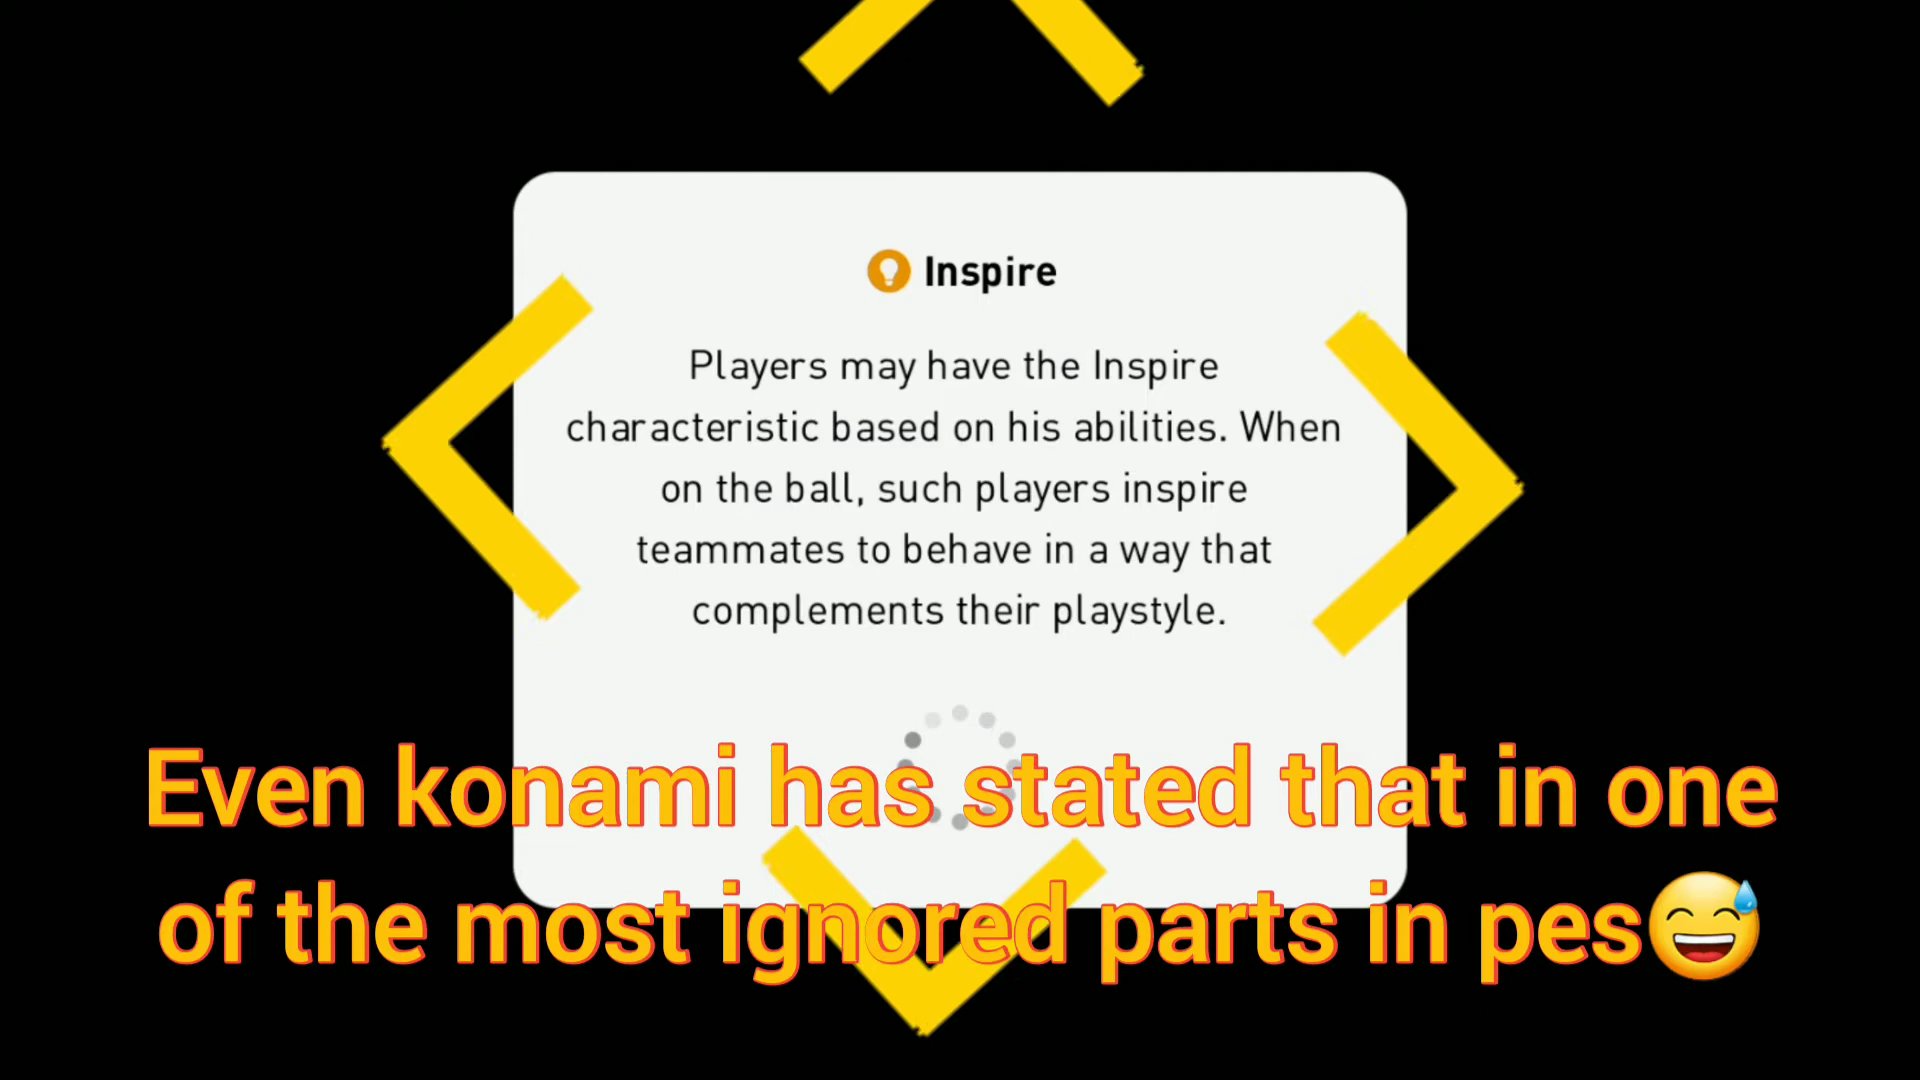 Inspire
Players may have the Inspire
characteristic based on his abilities. When
on the ball, such players inspire
teammates to behave in a way that
complements their playstyle.
Even konami has stated that in one
of the most ignored parts in pes😅